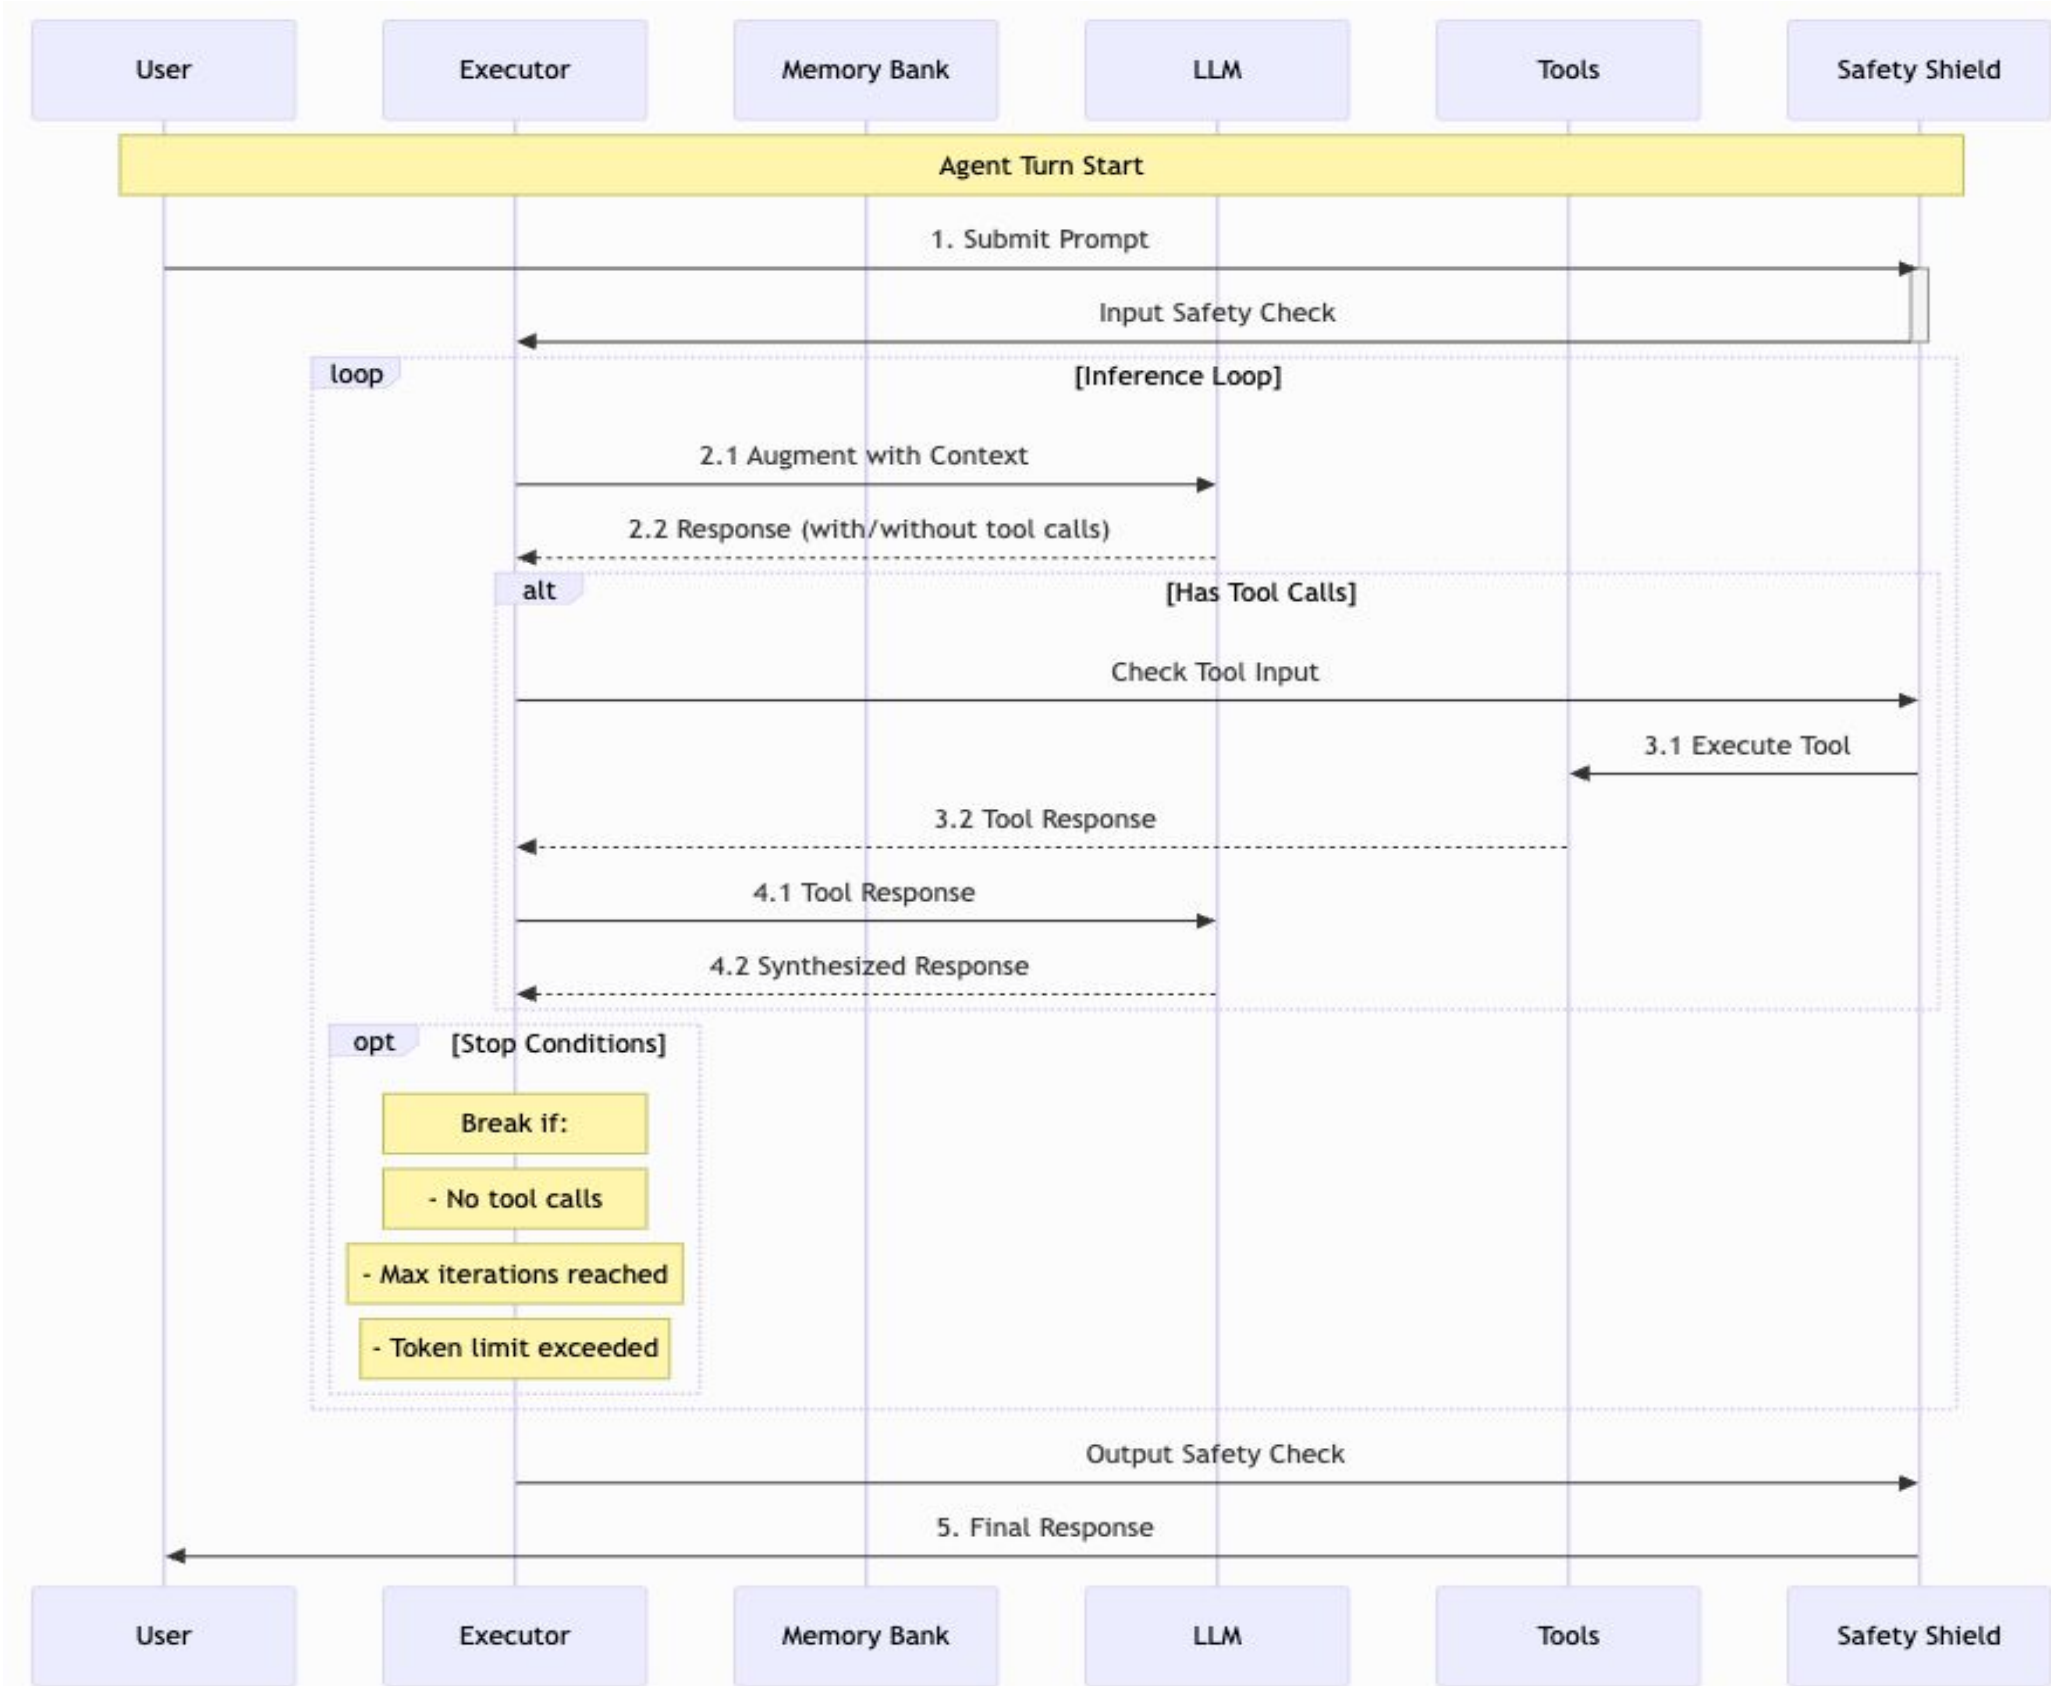 User
Executor
Memory Bank
LLM
Tools
Safety Shield
Agent Turn Start
1. Submit Prompt
Input Safety Check
loop
[Inference Loop]
2.1 Augment with Context
2.2 Response (with/without tool calls)
alt
[Has Tool Calls]
Check Tool Input
3.1 Execute Tool
3.2 Tool Response
4.1 Tool Response
4.2 Synthesized Response
opt
[Stop Conditions]
Break if:
- No tool calls
- Max iterations reached
- Token limit exceeded
Output Safety Check
5. Final Response
User
Executor
Memory Bank
LLM
Tools
Safety Shield